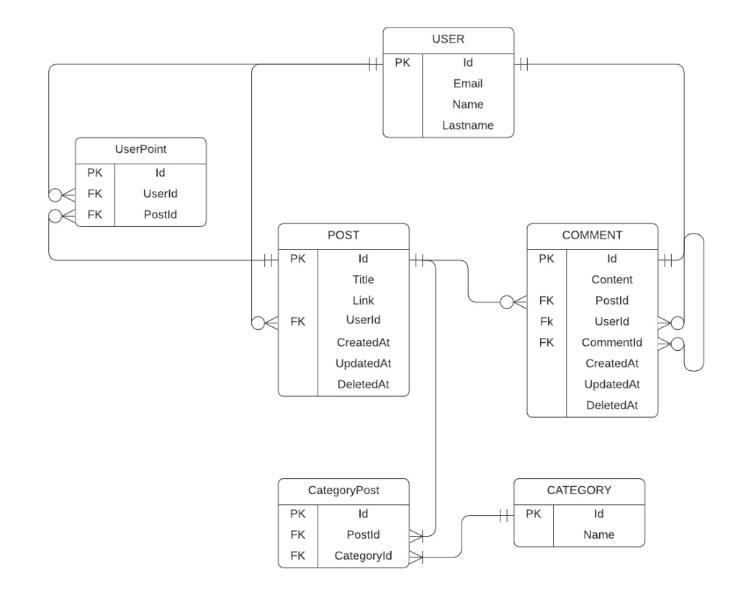 USER
PK Id
Email
Name
Lastname
UserPoint
PK Id
FK UserId
FK PostId
POST
PK Id
Title
Link
FK UserId
CreatedAt
UpdatedAt
DeletedAt
COMMENT
PK Id
Content
FK PostId
Fk UserId
FK CommentId
CreatedAt
UpdatedAt
DeletedAt
CategoryPost
PK Id
FK PostId
FK CategoryId
CATEGORY
PK Id
Name